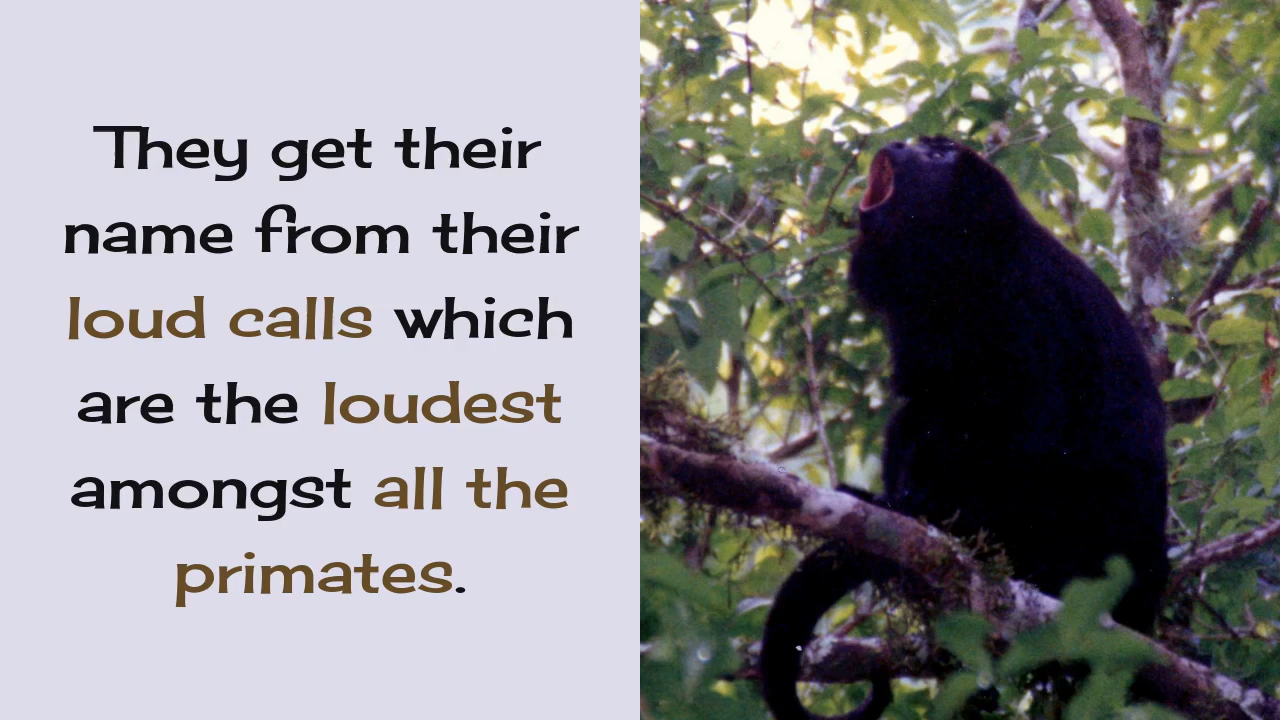 They get their
name from their
loud calls which
are the loudest
amongst all the
primates.